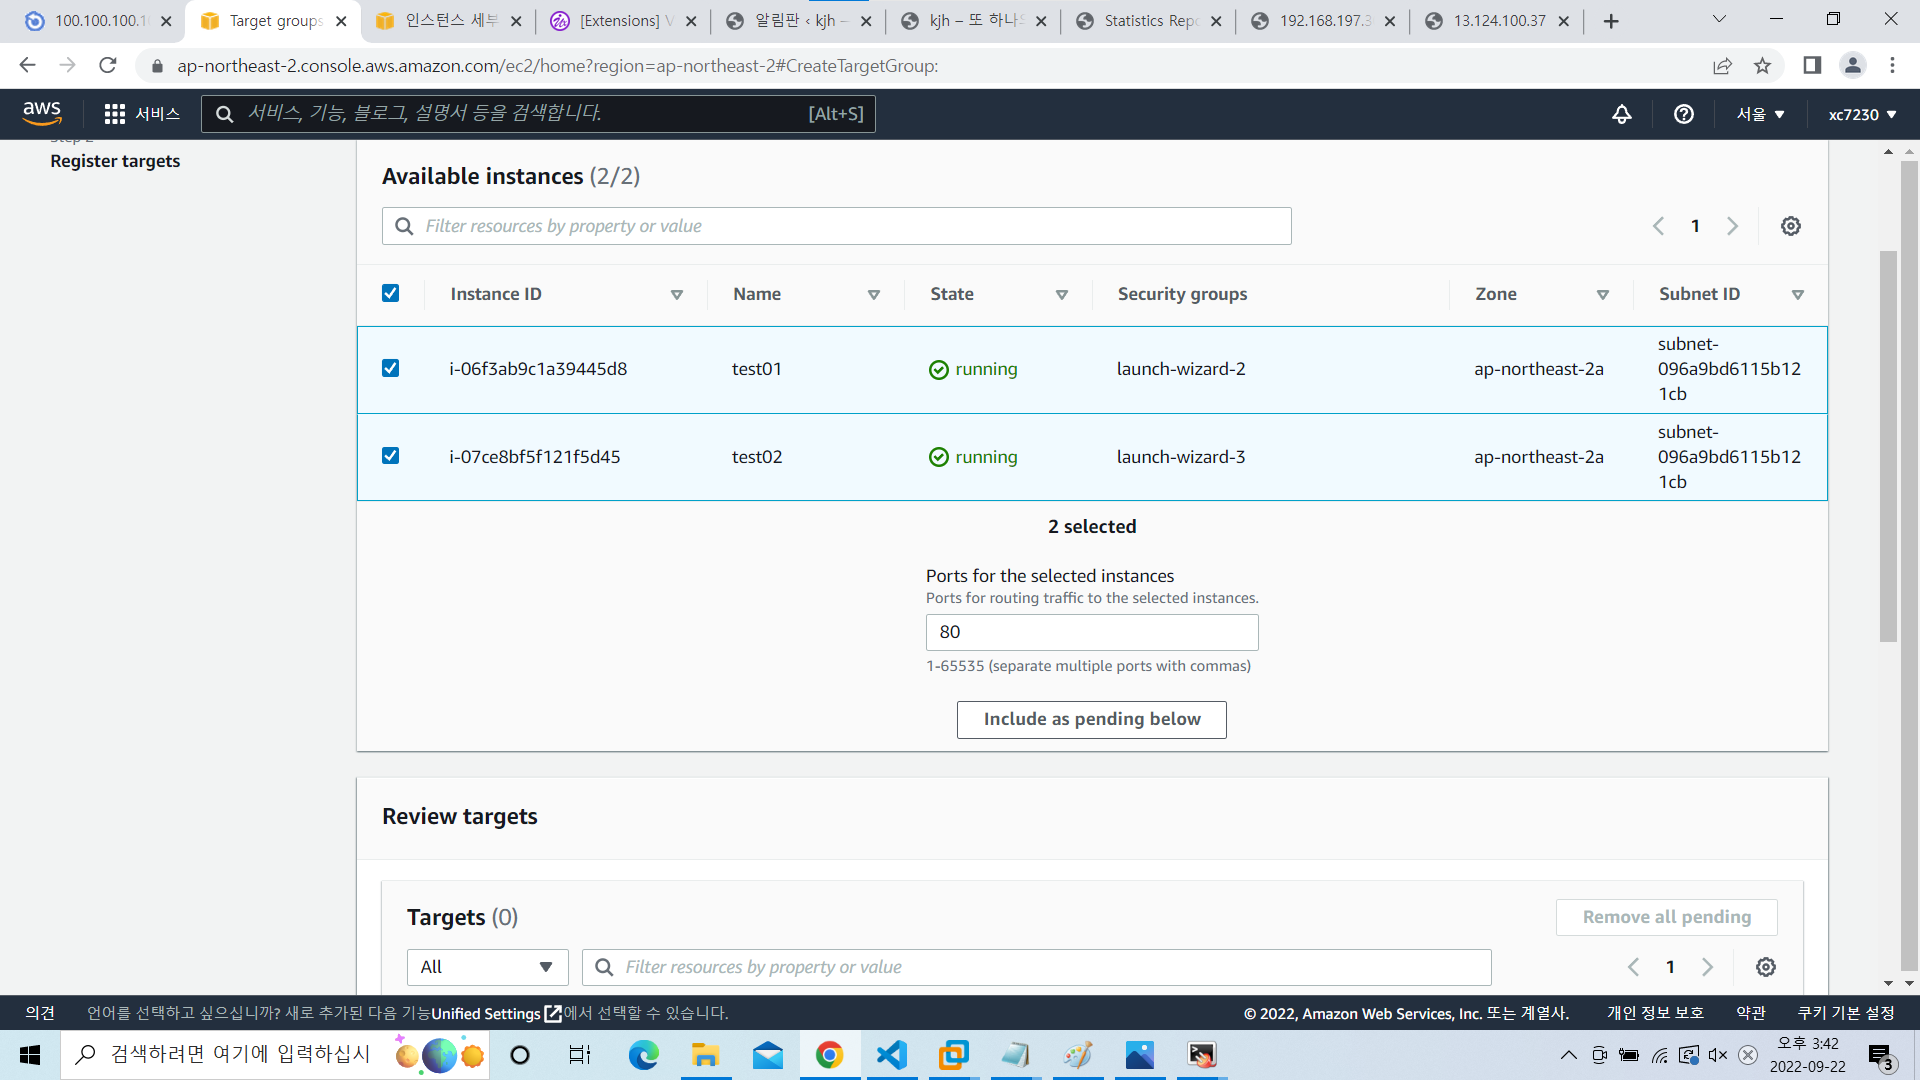 100.100.100.1
Target groups
인스턴스 세부
[Extensions] V
알림판 ‹ kjh –
kjh – 또 하나의
Statistics Repo
192.168.197.3
13.124.100.37
ap-northeast-2.console.aws.amazon.com/ec2/home?region=ap-northeast-2#CreateTargetGroup:
aws
서비스
서비스, 기능, 블로그, 설명서 등을 검색합니다.
[Alt+S]
서울
xc7230
Step 2
Register targets
Available instances (2/2)
Filter resources by property or value
1
Instance ID
Name
State
Security groups
Zone
Subnet ID
i-06f3ab9c1a39445d8
test01
running
launch-wizard-2
ap-northeast-2a
subnet-
096a9bd6115b12
1cb
i-07ce8bf5f121f5d45
test02
running
launch-wizard-3
ap-northeast-2a
subnet-
096a9bd6115b12
1cb
2 selected
Ports for the selected instances
Ports for routing traffic to the selected instances.
80
1-65535 (separate multiple ports with commas)
Include as pending below
Review targets
Targets (0)
Remove all pending
All
Filter resources by property or value
1
의견
언어를 선택하고 싶으십니까? 새로 추가된 다음 기능Unified Settings에서 선택할 수 있습니다.
© 2022, Amazon Web Services, Inc. 또는 계열사.
개인 정보 보호
약관
쿠키 기본 설정
검색하려면 여기에 입력하십시
오후 3:42
2022-09-22
3